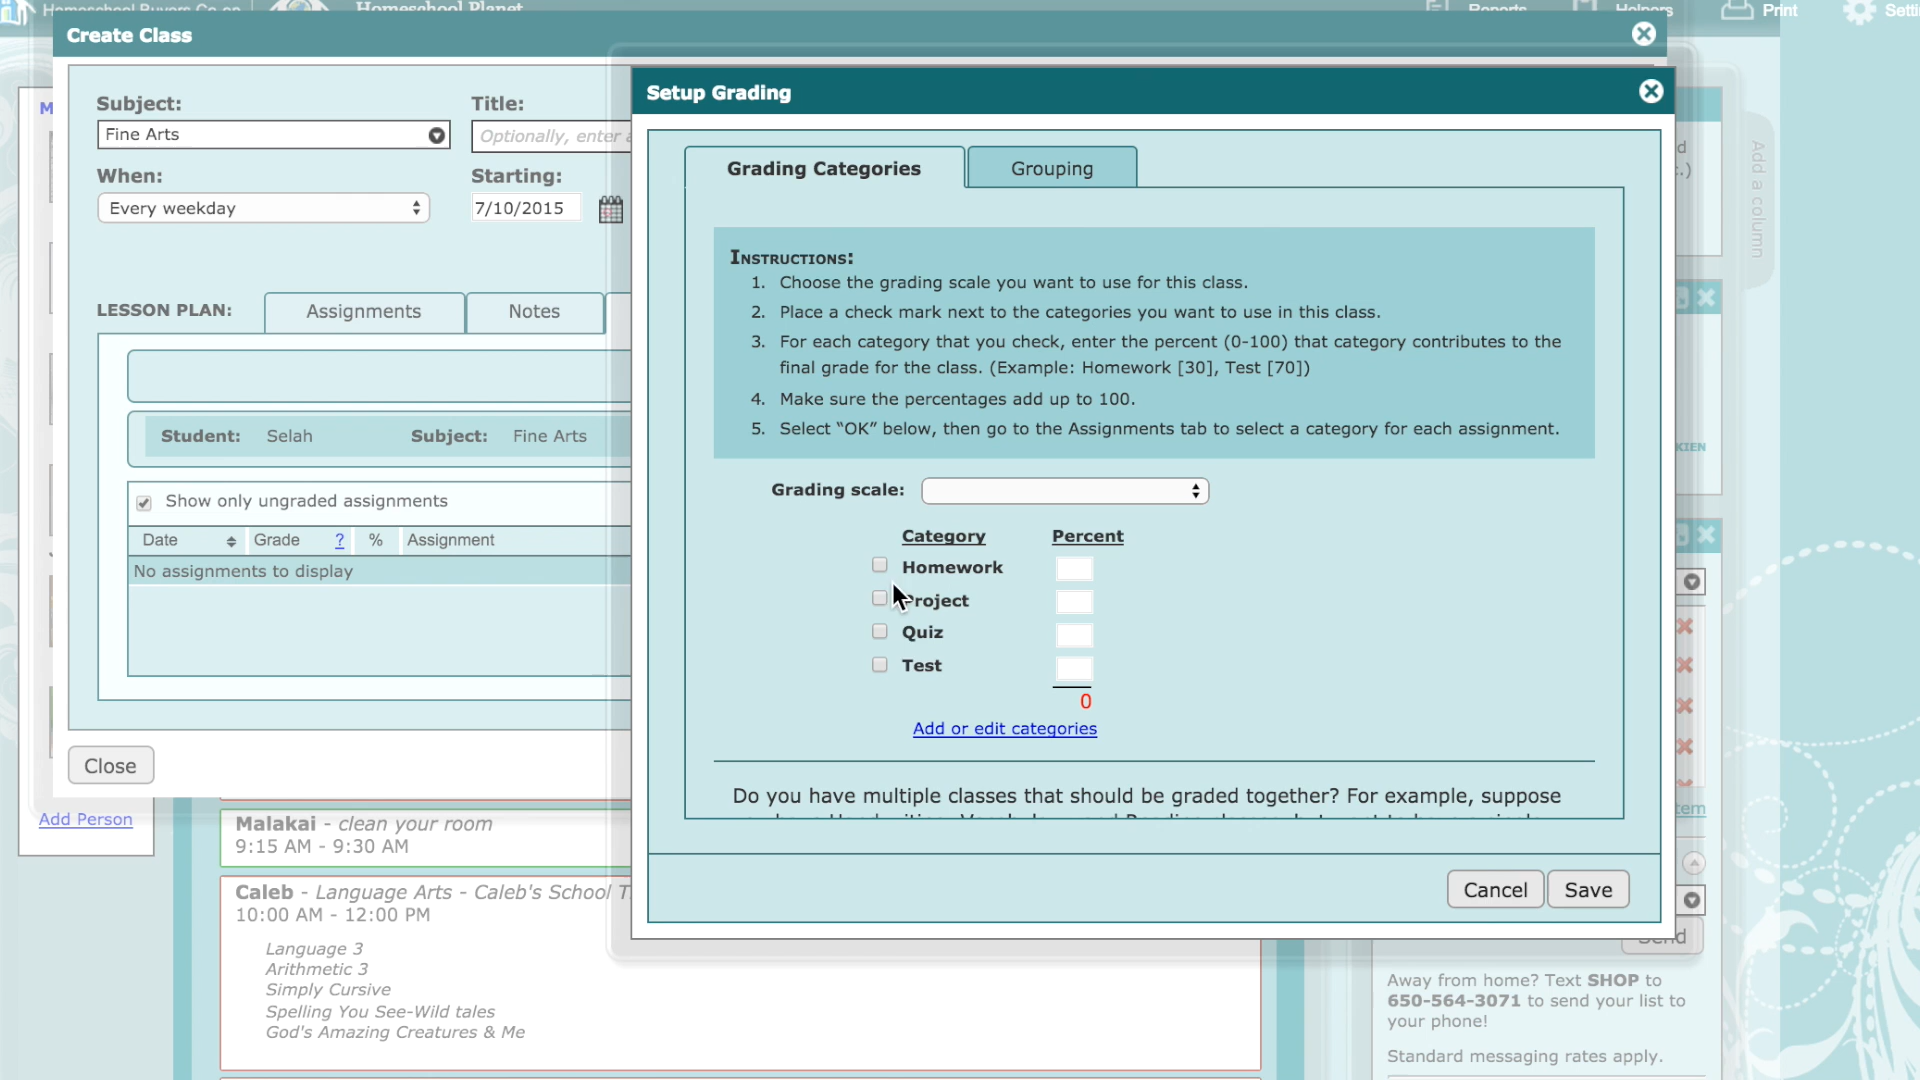 Homeschool Buyers Co-op
Homeschool Planet
Reports
Helpers
Print
Create Class
Subject:
Fine Arts
Title:
Optionally, enter a
When:
Every weekday
Starting:
7/10/2015
LESSON PLAN:
Assignments
Notes
Student: Selah Subject: Fine Arts
Show only ungraded assignments
Date Grade ? % Assignment
No assignments to display
Close
Add Person
Malakai - clean your room
9:15 AM - 9:30 AM
Caleb - Language Arts - Caleb's School T
10:00 AM - 12:00 PM
Language 3
Arithmetic 3
Simply Cursive
Spelling You See-Wild tales
God's Amazing Creatures & Me
Setup Grading
Grading Categories
Grouping
INSTRUCTIONS:
1. Choose the grading scale you want to use for this class.
2. Place a check mark next to the categories you want to use in this class.
3. For each category that you check, enter the percent (0-100) that category contributes to the
final grade for the class. (Example: Homework [30], Test [70])
4. Make sure the percentages add up to 100.
5. Select “OK” below, then go to the Assignments tab to select a category for each assignment.
Grading scale:
Category Percent
Homework
Project
Quiz
Test
0
Add or edit categories
Do you have multiple classes that should be graded together? For example, suppose
Cancel
Save
Add a column
Send
Away from home? Text SHOP to
650-564-3071 to send your list to
your phone!
Standard messaging rates apply.